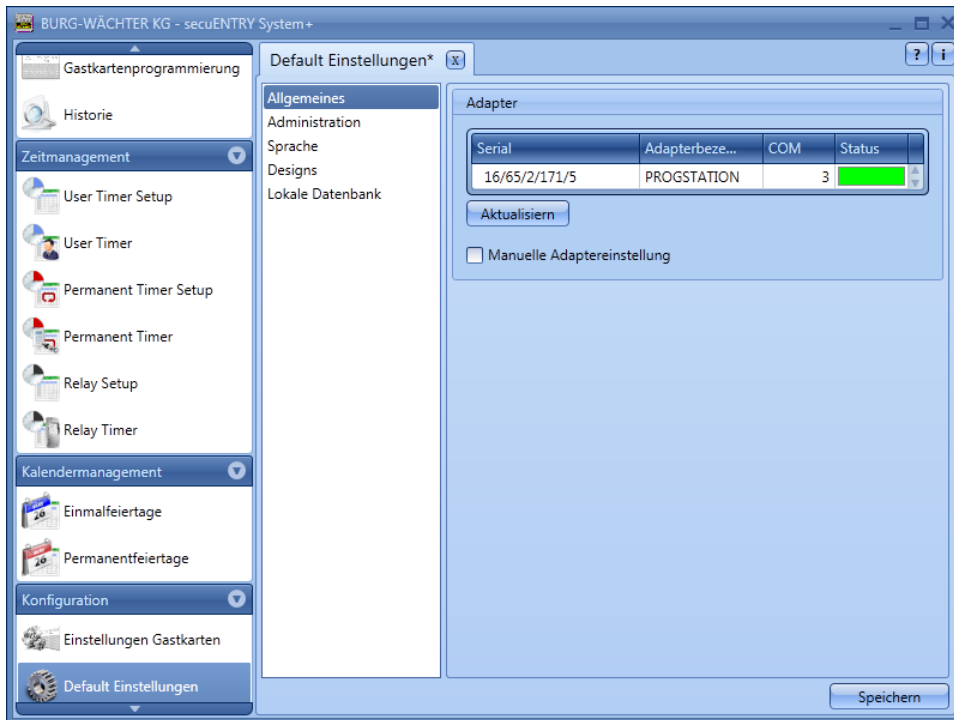 BURG-WÄCHTER KG - secuENTRY System+
Gastkartenprogrammierung
Historie
Zeitmanagement
User Timer Setup
User Timer
Permanent Timer Setup
Permanent Timer
Relay Setup
Relay Timer
Kalendermanagement
Einmalfeiertage
Permanentfeiertage
Konfiguration
Einstellungen Gastkarten
Default Einstellungen
Default Einstellungen* x
? i
Allgemeines
Administration
Sprache
Designs
Lokale Datenbank
Adapter
Serial Adapterbeze... COM Status
16/65/2/171/5 PROGSTATION 3
Aktualisiern
Manuelle Adaptereinstellung
Speichern